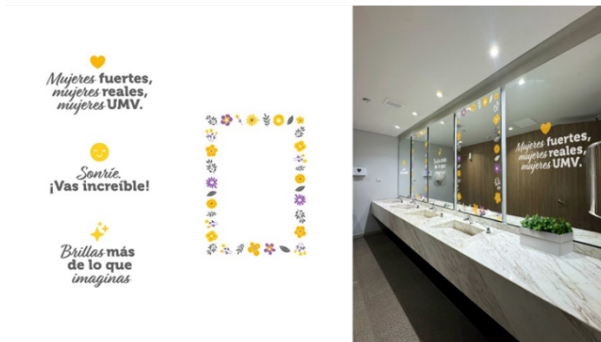 Mujeres fuertes,
mujeres reales,
mujeres UMV.
Sonríe,
¡Vas increíble!
Brillas más
de lo que
imaginas
Mujeres fuertes,
mujeres reales,
mujeres UMV.